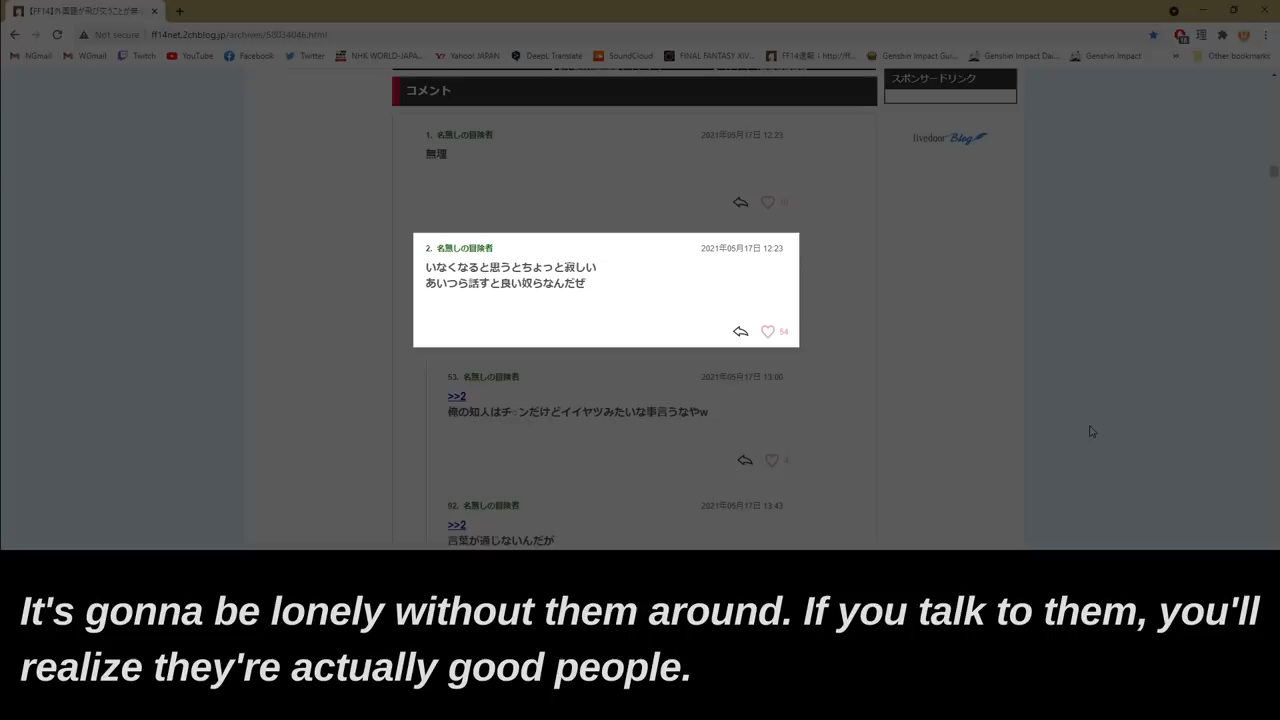 【FF14】外国語が飛び交うことが無
Not secure
ff14net.2chblog.jp/archives/58034046.html
NGmail
WGmail
Twitch
YouTube
Facebook
Twitter
NHK WORLD-JAPA...
Yahoo! JAPAN
DeepL Translate
SoundCloud
FINAL FANTASY XIV...
FF14速報：http://ff...
Genshin Impact Gui...
Genshin Impact Dai...
Genshin Impact
»
Other bookmarks
コメント
スポンサードリンク
livedoor Blog
1. 名無しの冒険者 2021年05月17日 12:23
無理
2. 名無しの冒険者 2021年05月17日 12:23
いなくなると思うとちょっと寂しい
あいつら話すと良い奴らなんだぜ
54
53. 名無しの冒険者 2021年05月17日 13:00
>>2
俺の知人はチ○ンだけどイイヤツみたいな事言うなやw
4
92. 名無しの冒険者 2021年05月17日 13:43
>>2
言葉が通じないんだが
It's gonna be lonely without them around. If you talk to them, you'll
realize they're actually good people.